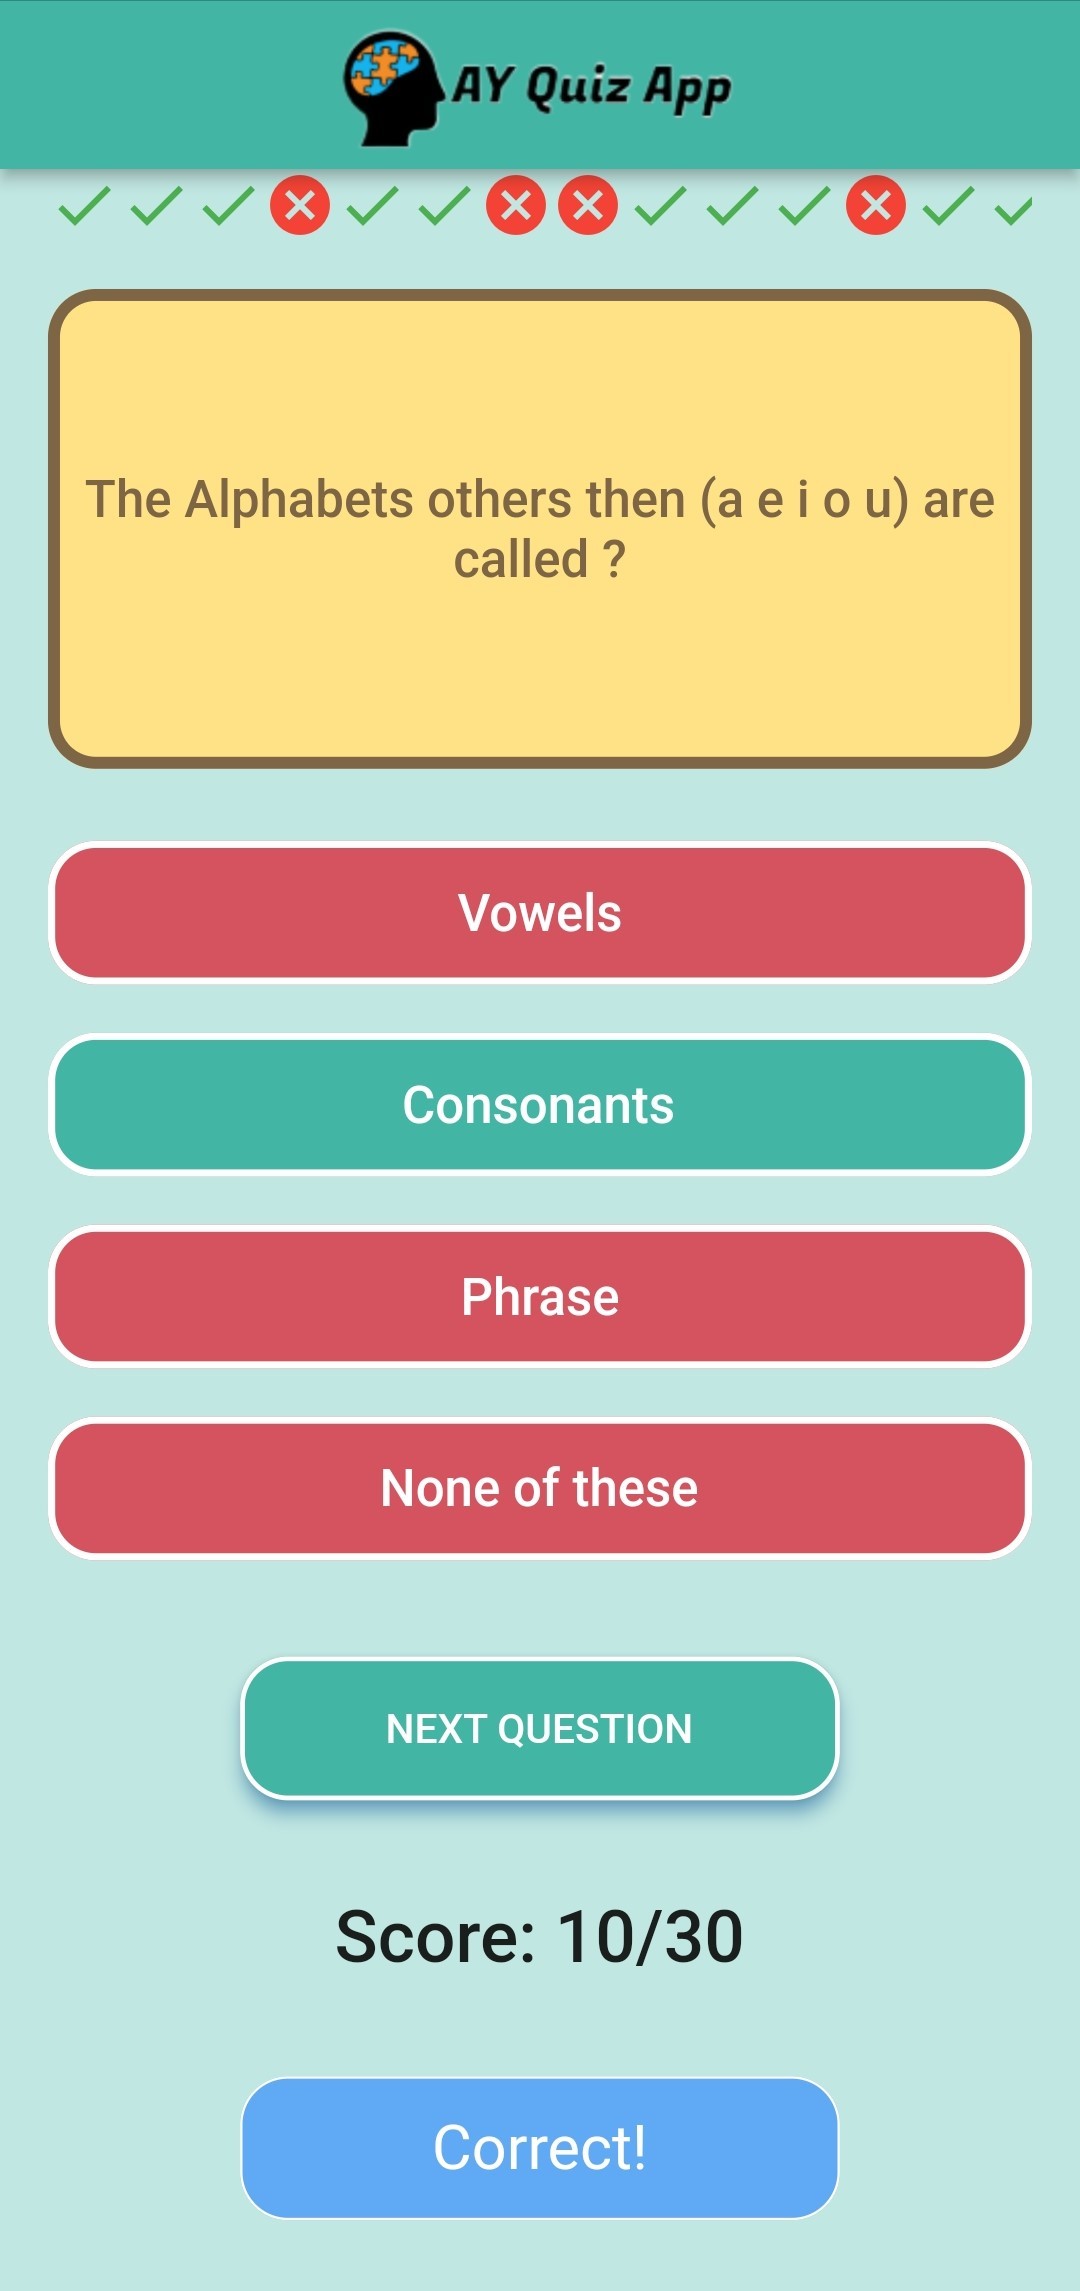 AY Quiz App
The Alphabets others then (a e i o u) are
called ?
Vowels
Consonants
Phrase
None of these
NEXT QUESTION
Score: 10/30
Correct!